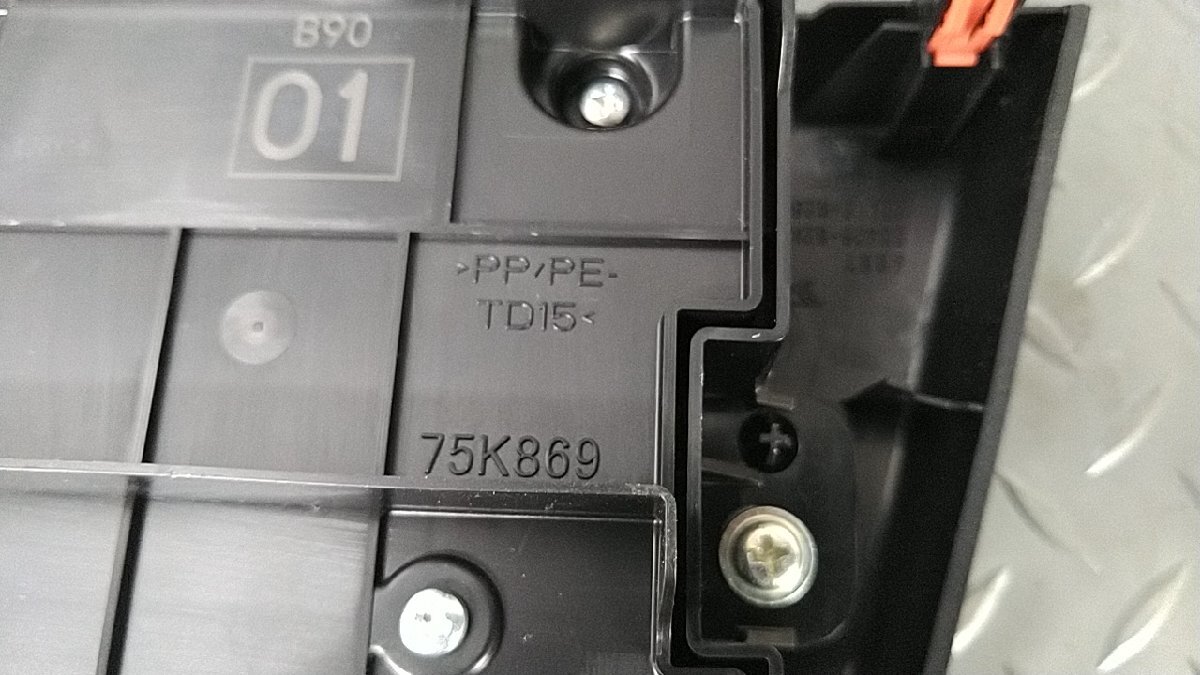 B90
01
>PP/PE-
TD15<
75K869